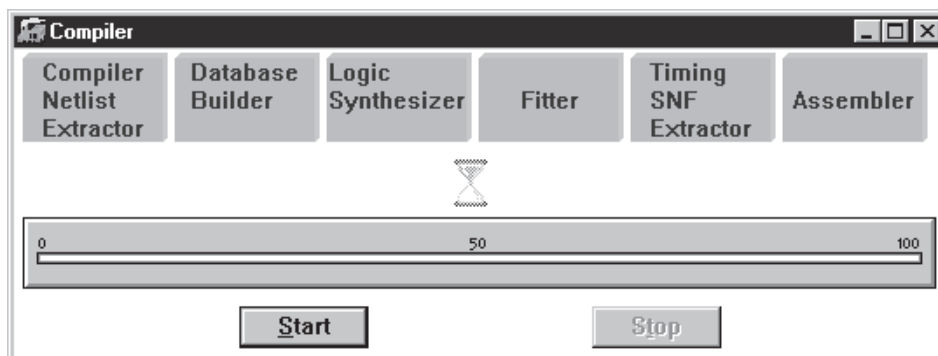 Compiler
Compiler
Netlist
Extractor
Database
Builder
Logic
Synthesizer
Fitter
Timing
SNF
Extractor
Assembler
0 50 100
Start
Stop